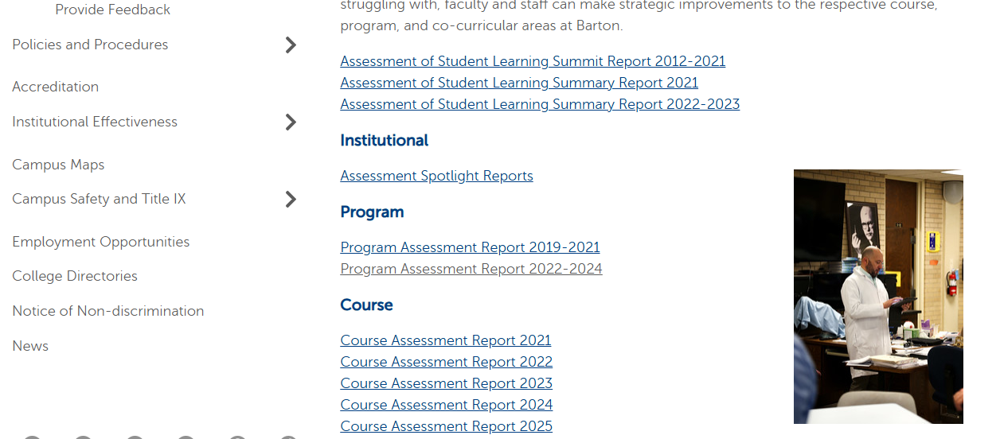 Provide Feedback
Policies and Procedures
Accreditation
Institutional Effectiveness
Campus Maps
Campus Safety and Title IX
Employment Opportunities
College Directories
Notice of Non-discrimination
News
struggling with, faculty and staff can make strategic improvements to the respective course,
program, and co-curricular areas at Barton.
Assessment of Student Learning Summit Report 2012-2021
Assessment of Student Learning Summary Report 2021
Assessment of Student Learning Summary Report 2022-2023
Institutional
Assessment Spotlight Reports
Program
Program Assessment Report 2019-2021
Program Assessment Report 2022-2024
Course
Course Assessment Report 2021
Course Assessment Report 2022
Course Assessment Report 2023
Course Assessment Report 2024
Course Assessment Report 2025